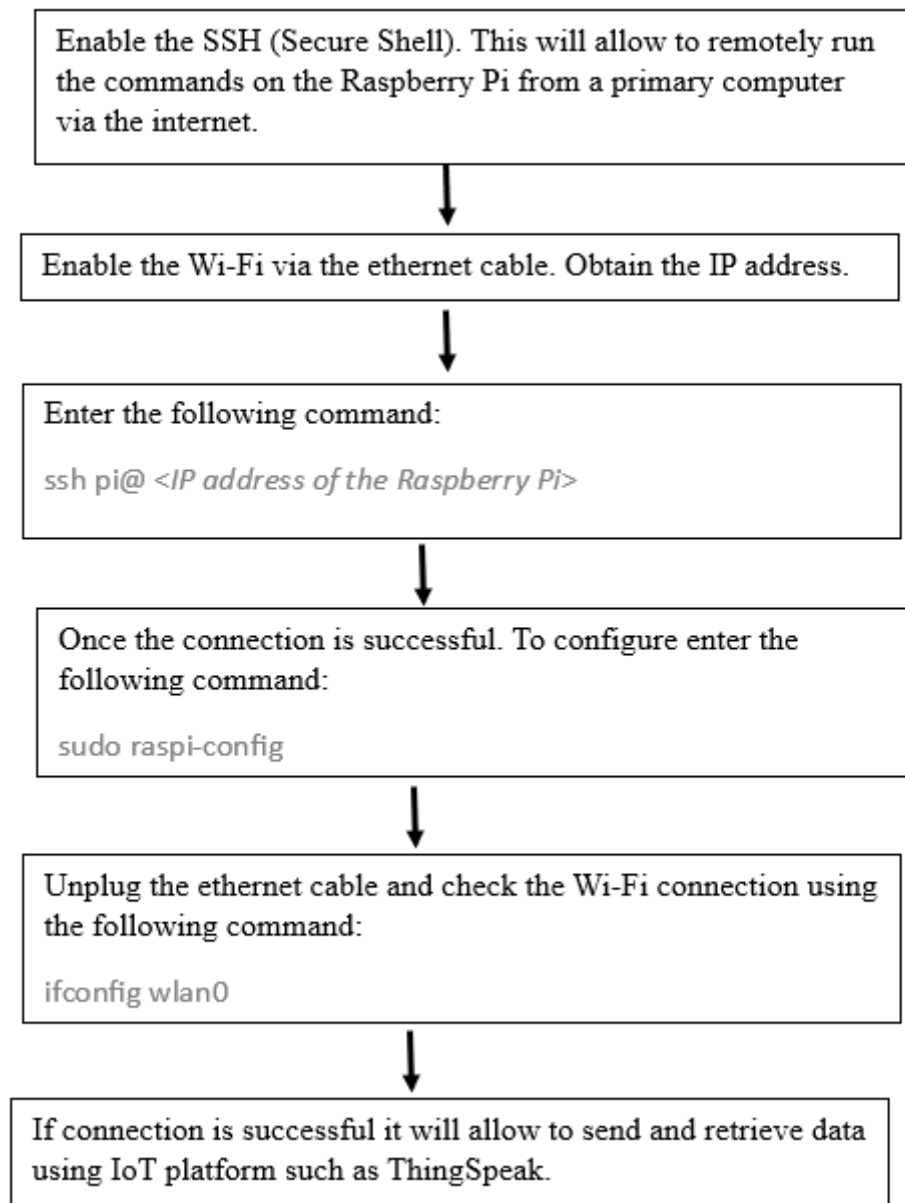 Enable the SSH (Secure Shell). This will allow to remotely run
the commands on the Raspberry Pi from a primary computer
via the internet.
Enable the Wi-Fi via the ethernet cable. Obtain the IP address.
Enter the following command:
ssh pi@ <IP address of the Raspberry Pi>
Once the connection is successful. To configure enter the
following command:
sudo raspi-config
Unplug the ethernet cable and check the Wi-Fi connection using
the following command:
ifconfig wlan0
If connection is successful it will allow to send and retrieve data
using IoT platform such as ThingSpeak.